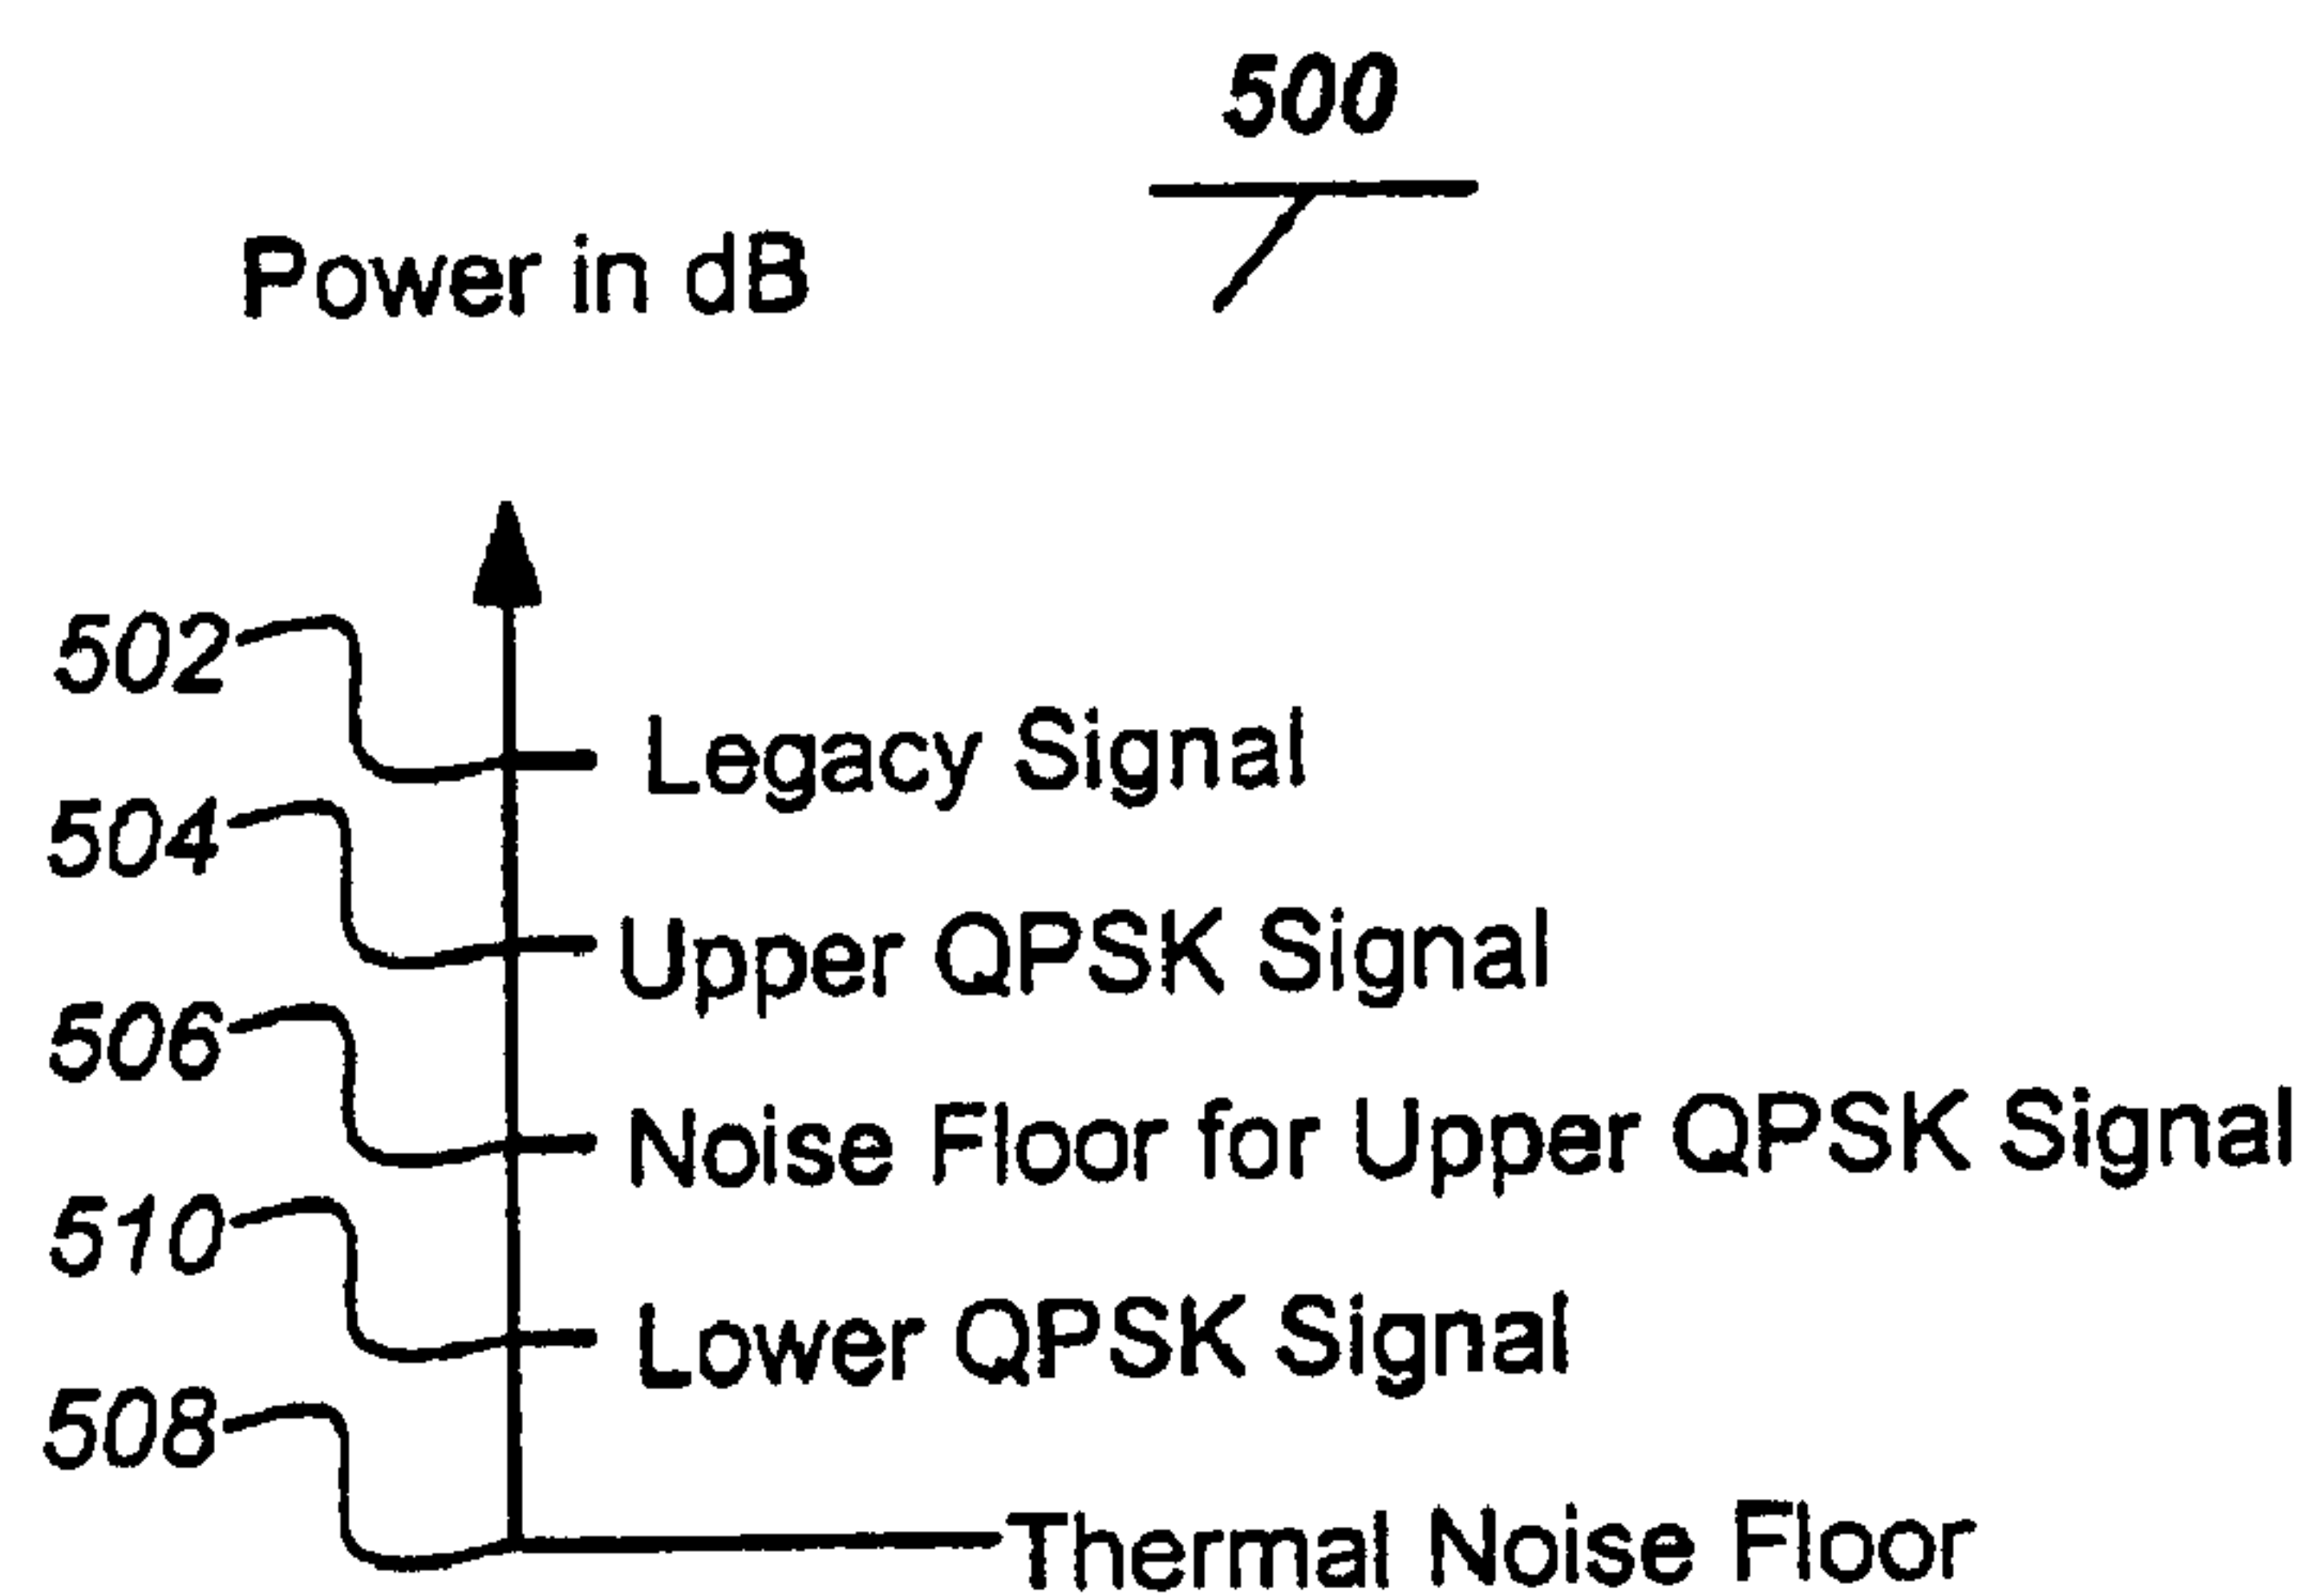 500
Power in dB
502
Legacy Signal
504
Upper QPSK Signal
506
Noise Floor for Upper QPSK Signal
510
Lower QPSK Signal
508
Thermal Noise Floor